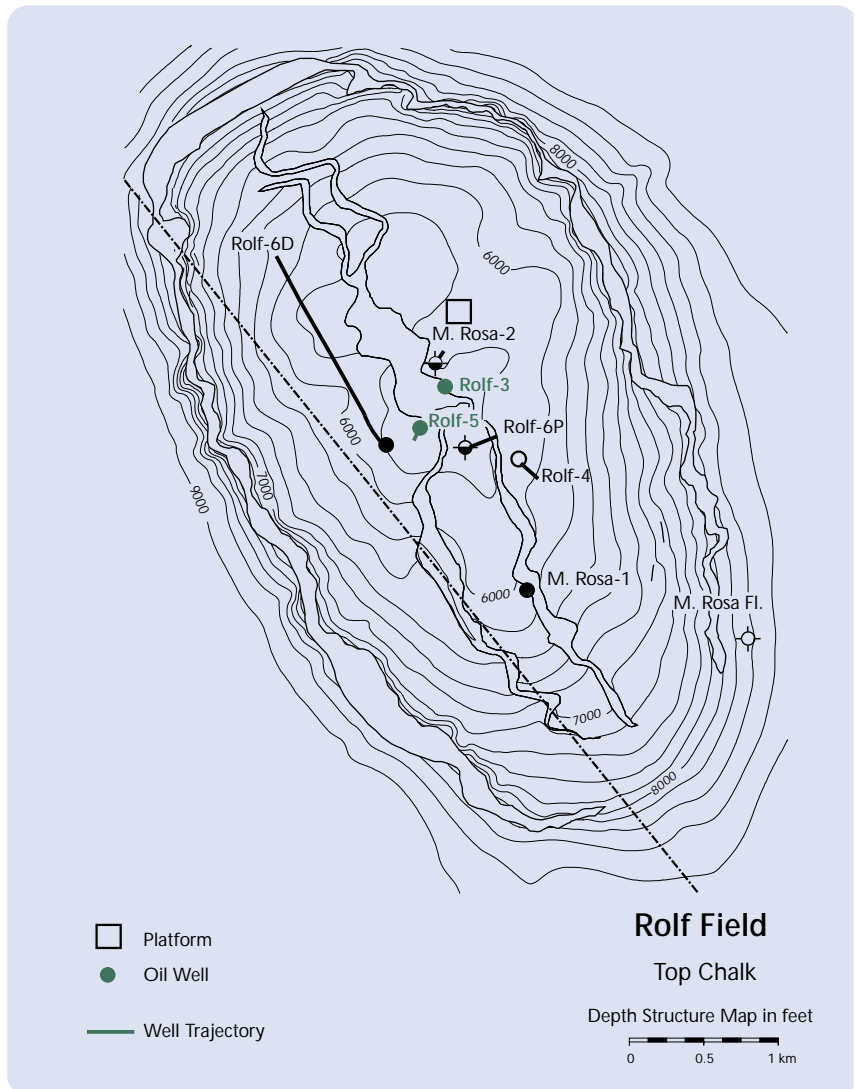 8000
Rolf-6D
6000
M. Rosa-2
Rolf-3
Rolf-5
Rolf-6P
6000
Rolf-4
7000
9000
M. Rosa-1
6000
M. Rosa Fl.
7000
8000
Rolf Field
Platform
Top Chalk
Oil Well
Depth Structure Map in feet
Well Trajectory
0 0.5 1 km